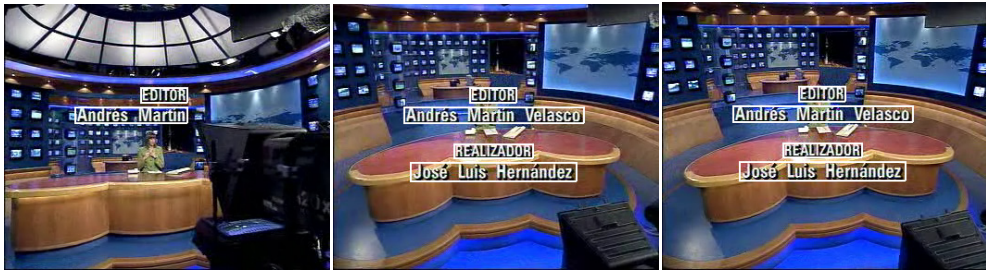 EDITOR
Andrés Martín
EDITOR
Andrés Martín Velasco
REALIZADOR
José Luis Hernández
EDITOR
Andrés Martín Velasco
REALIZADOR
José Luis Hernández